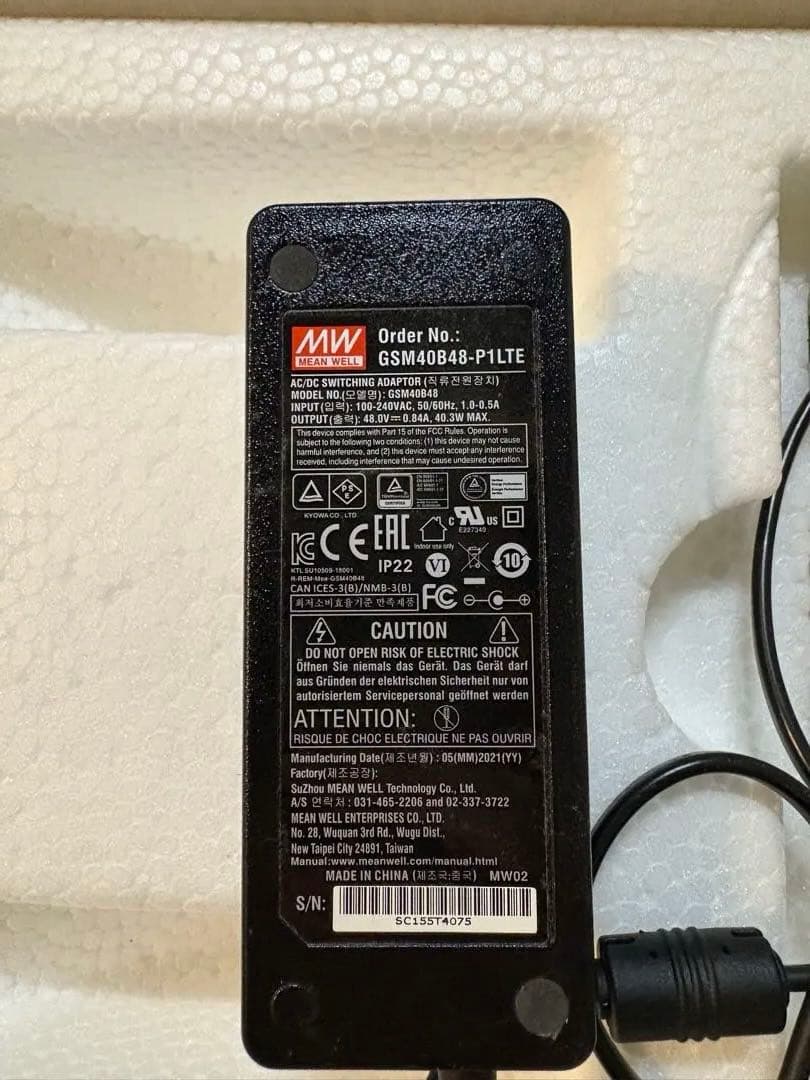 MW
MEAN WELL
Order No.:
GSM40B48-P1LTE
AC/DC SWITCHING ADAPTOR (직류전원장치)
MODEL NO.(모델명): GSM40B48
INPUT(입력): 100-240VAC, 50/60Hz, 1.0-0.5A
OUTPUT(출력): 48.0V⎓0.84A, 40.3W MAX.
This device complies with Part 15 of the FCC Rules. Operation is
subject to the following two conditions: (1) this device may not cause
harmful interference, and (2) this device must accept any interference
received, including interference that may cause undesired operation.
PS
E
KYOWA CO., LTD.
CE
EAC
Indoor use only
c RU US
E227340
KTL SU10509-18001
R-REM-Mea-GSM40B48
IP22
VI
10
CAN ICES-3(B)/NMB-3(B)
최저소비효율기준 만족제품
FC
CAUTION
DO NOT OPEN RISK OF ELECTRIC SHOCK
Öffnen Sie niemals das Gerät. Das Gerät darf
aus Gründen der elektrischen Sicherheit nur von
autorisiertem Servicepersonal geöffnet werden
ATTENTION:
RISQUE DE CHOC ELECTRIQUE NE PAS OUVRIR
Manufacturing Date(제조년월) : 05(MM)2021(YY)
Factory(제조공장):
SuZhou MEAN WELL Technology Co., Ltd.
A/S 연락처 : 031-465-2206 and 02-337-3722
MEAN WELL ENTERPRISES CO., LTD.
No. 28, Wuquan 3rd Rd., Wugu Dist.,
New Taipei City 24891, Taiwan
Manual:www.meanwell.com/manual.html
MADE IN CHINA (제조국:중국) MW02
S/N:
SC155T4075